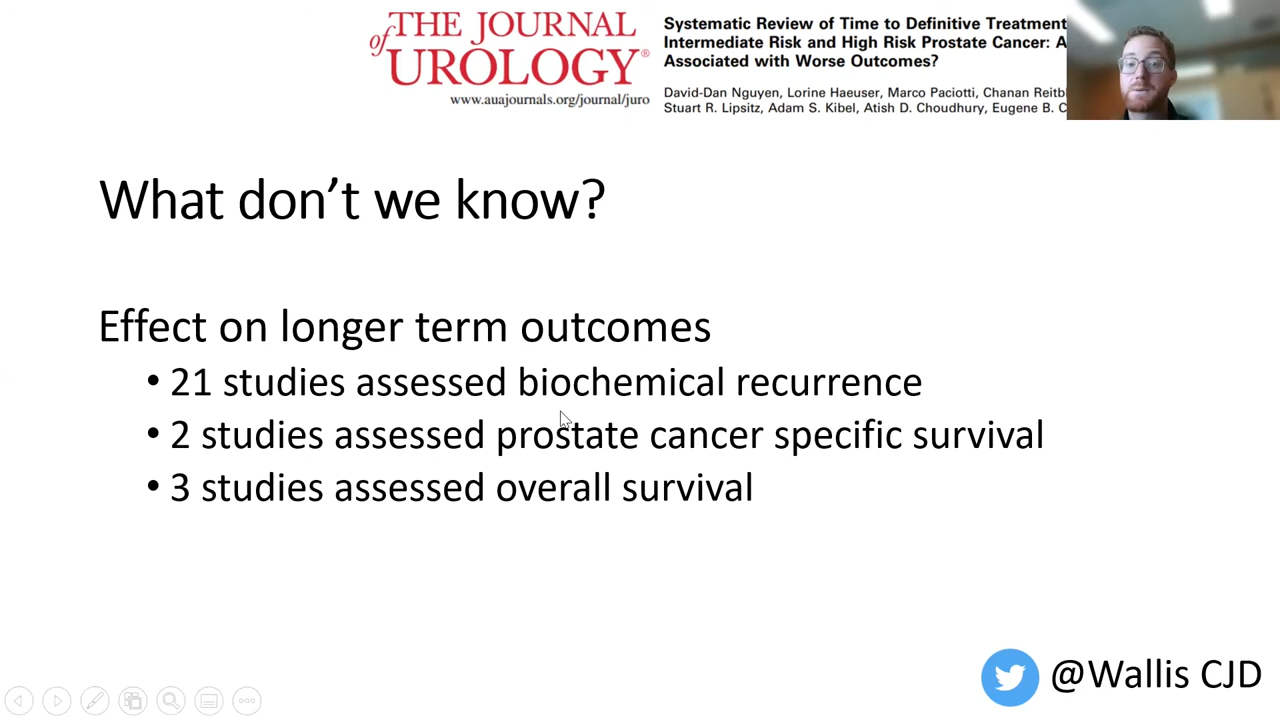 THE JOURNAL
of UROLOGY®
www.auajournals.org/journal/juro
Systematic Review of Time to Definitive Treatment
Intermediate Risk and High Risk Prostate Cancer: A
Associated with Worse Outcomes?
David-Dan Nguyen, Lorine Haeuser, Marco Paciotti, Chanan Reitbl
Stuart R. Lipsitz, Adam S. Kibel, Atish D. Choudhury, Eugene B. C
What don't we know?
Effect on longer term outcomes
• 21 studies assessed biochemical recurrence
• 2 studies assessed prostate cancer specific survival
• 3 studies assessed overall survival
@Wallis CJD